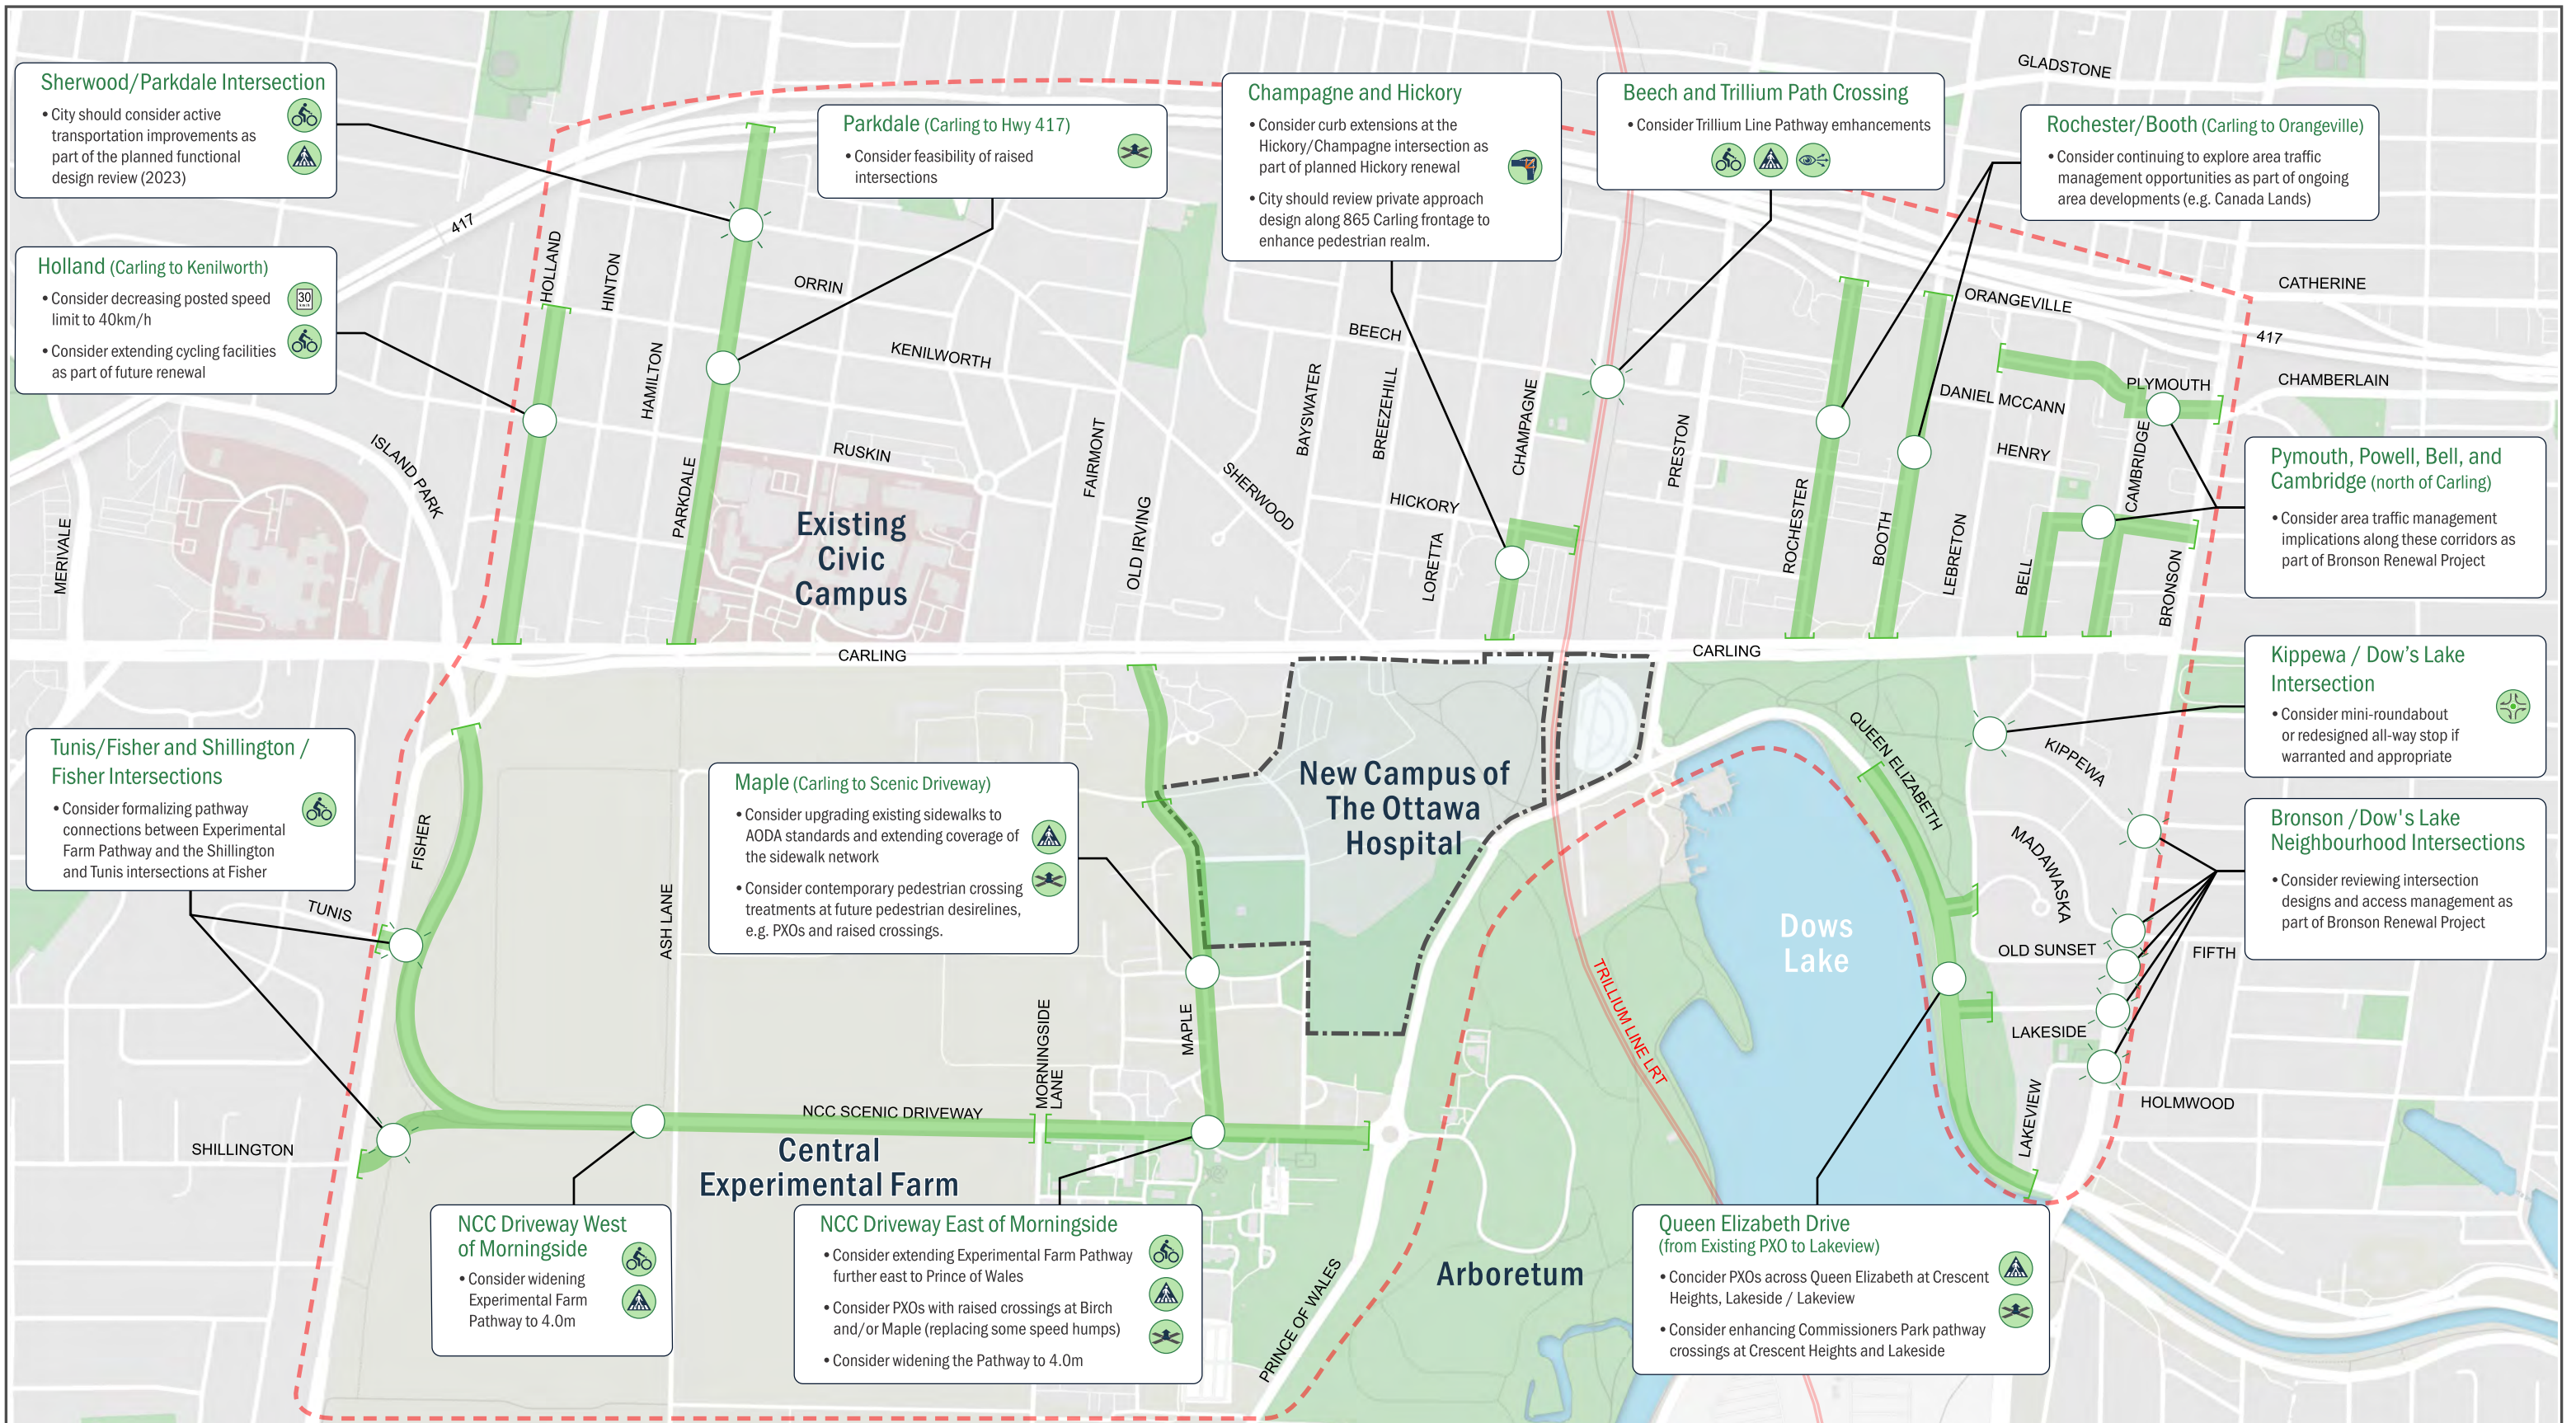 Sherwood/Parkdale Intersection
• City should consider active
transportation improvements as
part of the planned functional
design review (2023)
Holland (Carling to Kenilworth)
• Consider decreasing posted speed
limit to 40km/h
• Consider extending cycling facilities
as part of future renewal
30
Parkdale (Carling to Hwy 417)
• Consider feasibility of raised
intersections
Champagne and Hickory
• Consider curb extensions at the
Hickory/Champagne intersection as
part of planned Hickory renewal
• City should review private approach
design along 865 Carling frontage to
enhance pedestrian realm.
Beech and Trillium Path Crossing
• Consider Trillium Line Pathway emhancements
Rochester/Booth (Carling to Orangeville)
• Consider continuing to explore area traffic
management opportunities as part of ongoing
area developments (e.g. Canada Lands)
Pymouth, Powell, Bell, and
Cambridge (north of Carling)
• Consider area traffic management
implications along these corridors as
part of Bronson Renewal Project
Kippewa / Dow's Lake
Intersection
• Consider mini-roundabout
or redesigned all-way stop if
warranted and appropriate
Bronson /Dow's Lake
Neighbourhood Intersections
• Consider reviewing intersection
designs and access management as
part of Bronson Renewal Project
Tunis/Fisher and Shillington /
Fisher Intersections
• Consider formalizing pathway
connections between Experimental
Farm Pathway and the Shillington
and Tunis intersections at Fisher
Maple (Carling to Scenic Driveway)
• Consider upgrading existing sidewalks to
AODA standards and extending coverage of
the sidewalk network
• Consider contemporary pedestrian crossing
treatments at future pedestrian desirelines,
e.g. PXOs and raised crossings.
NCC Driveway West
of Morningside
• Consider widening
Experimental Farm
Pathway to 4.0m
NCC Driveway East of Morningside
• Consider extending Experimental Farm Pathway
further east to Prince of Wales
• Consider PXOs with raised crossings at Birch
and/or Maple (replacing some speed humps)
• Consider widening the Pathway to 4.0m
Queen Elizabeth Drive
(from Existing PXO to Lakeview)
• Concider PXOs across Queen Elizabeth at Crescent
Heights, Lakeside / Lakeview
• Consider enhancing Commissioners Park pathway
crossings at Crescent Heights and Lakeside
GLADSTONE
417
HOLLAND
HINTON
ORRIN
CATHERINE
ORANGEVILLE
417
BEECH
KENILWORTH
HAMILTON
CHAMBERLAIN
PLYMOUTH
DANIEL MCCANN
BAYSWATER
BREEZEHILL
CHAMPAGNE
PRESTON
ISLAND PARK
RUSKIN
FAIRMONT
HENRY
CAMBRIDGE
SHERWOOD
HICKORY
PARKDALE
ROCHESTER
MERIVALE
OLD IRVING
LORETTA
BOOTH
LEBRETON
BELL
BRONSON
Existing
Civic
Campus
CARLING
CARLING
QUEEN ELIZABETH
KIPPEWA
New Campus of
The Ottawa
Hospital
FISHER
MADAWASKA
TUNIS
ASH LANE
Dows
Lake
OLD SUNSET
FIFTH
TRILLIUM LINE LRT
MORNINGSIDE
LANE
MAPLE
LAKESIDE
LAKEVIEW
HOLMWOOD
NCC SCENIC DRIVEWAY
SHILLINGTON
Central
Experimental Farm
Arboretum
PRINCE OF WALES